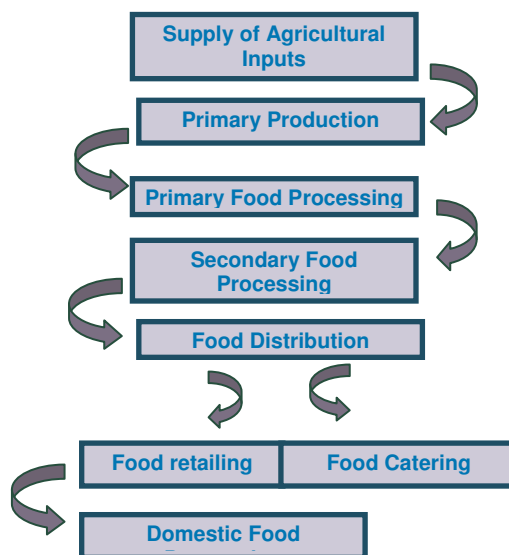 Supply of Agricultural
Inputs
Primary Production
Primary Food Processing
Secondary Food
Processing
Food Distribution
Food retailing
Food Catering
Domestic Food